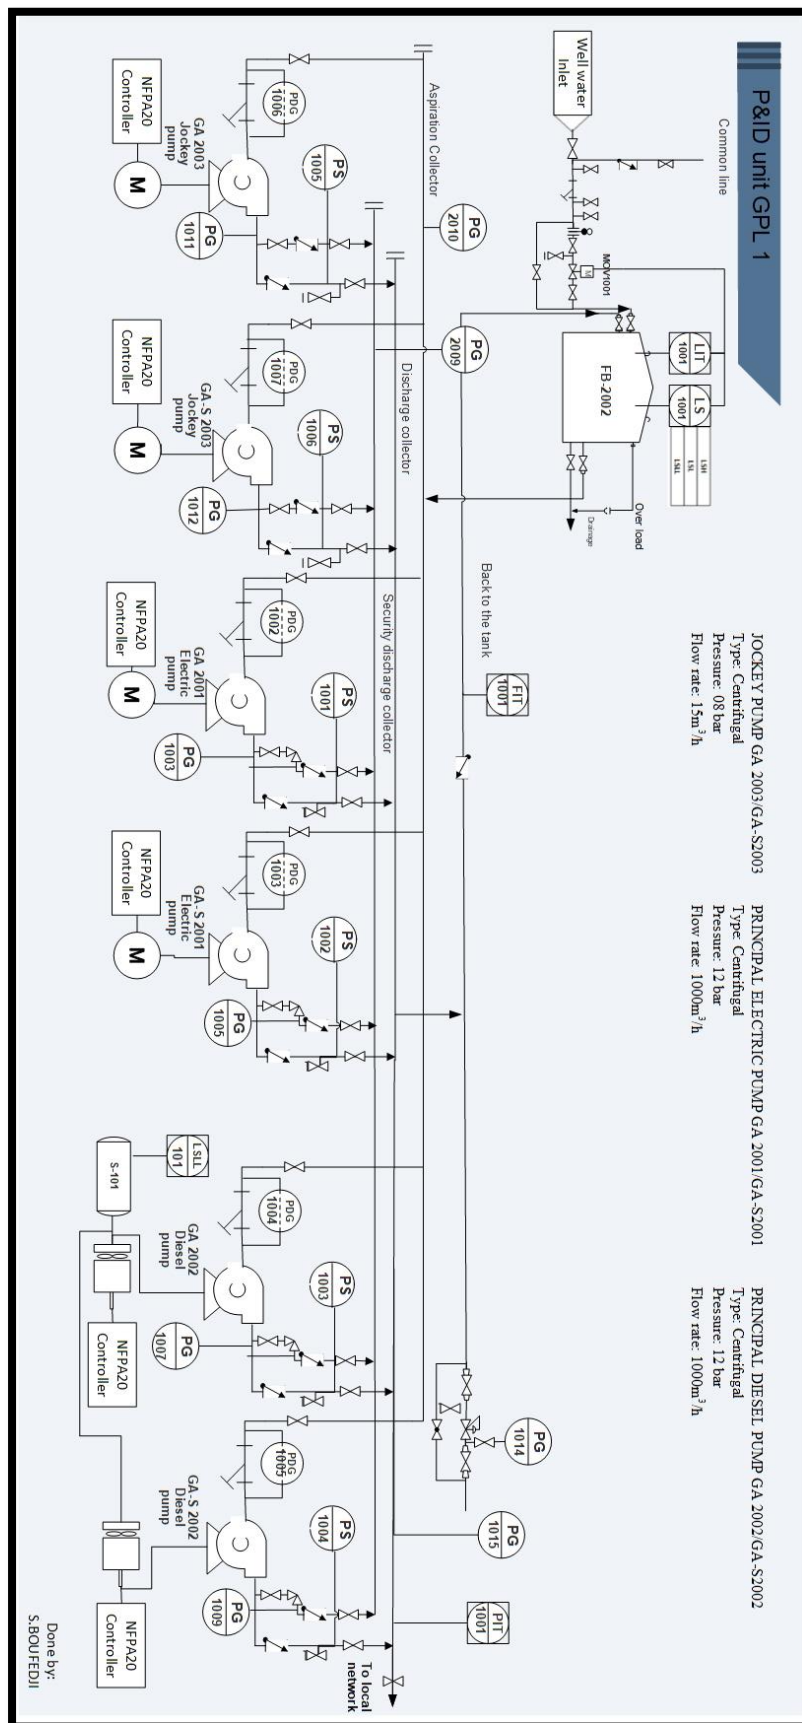 P&ID unit GPL 1
Common line
Well water
Inlet
MOV1001
M
LIT
1001
LS
1001
LSH
LSL
LSLL
FB-2002
Over load
Drainage
JOCKEY PUMP GA 2003/GA-S2003
Type: Centrifugal
Pressure: 08 bar
Flow rate: 15m³/h
PRINCIPAL ELECTRIC PUMP GA 2001/GA-S2001
Type: Centrifugal
Pressure: 12 bar
Flow rate: 1000m³/h
PRINCIPAL DIESEL PUMP GA 2002/GA-S2002
Type: Centrifugal
Pressure: 12 bar
Flow rate: 1000m³/h
Aspiration Collector
PG
2010
PG
2009
Back to the tank
FIT
1001
PG
1014
PG
1015
PIT
1001
Discharge collector
Security discharge collector
To local
network
PDG
1006
PS
1005
C
GA 2003
Jockey
pump
NFPA20
Controller
M
PG
1011
PDG
1007
PS
1006
C
GA-S 2003
Jockey
pump
NFPA20
Controller
M
PG
1012
PDG
1002
PS
1001
C
GA 2001
Electric
pump
NFPA20
Controller
M
PG
1003
PDG
1003
PS
1002
C
GA-S 2001
Electric
pump
NFPA20
Controller
M
PG
1005
LSLL
101
S-101
PDG
1004
PS
1003
C
GA 2002
Diesel
pump
NFPA20
Controller
PG
1007
PDG
1005
PS
1004
C
GA-S 2002
Diesel
pump
NFPA20
Controller
PG
1009
Done by:
S.BOUFEDJI